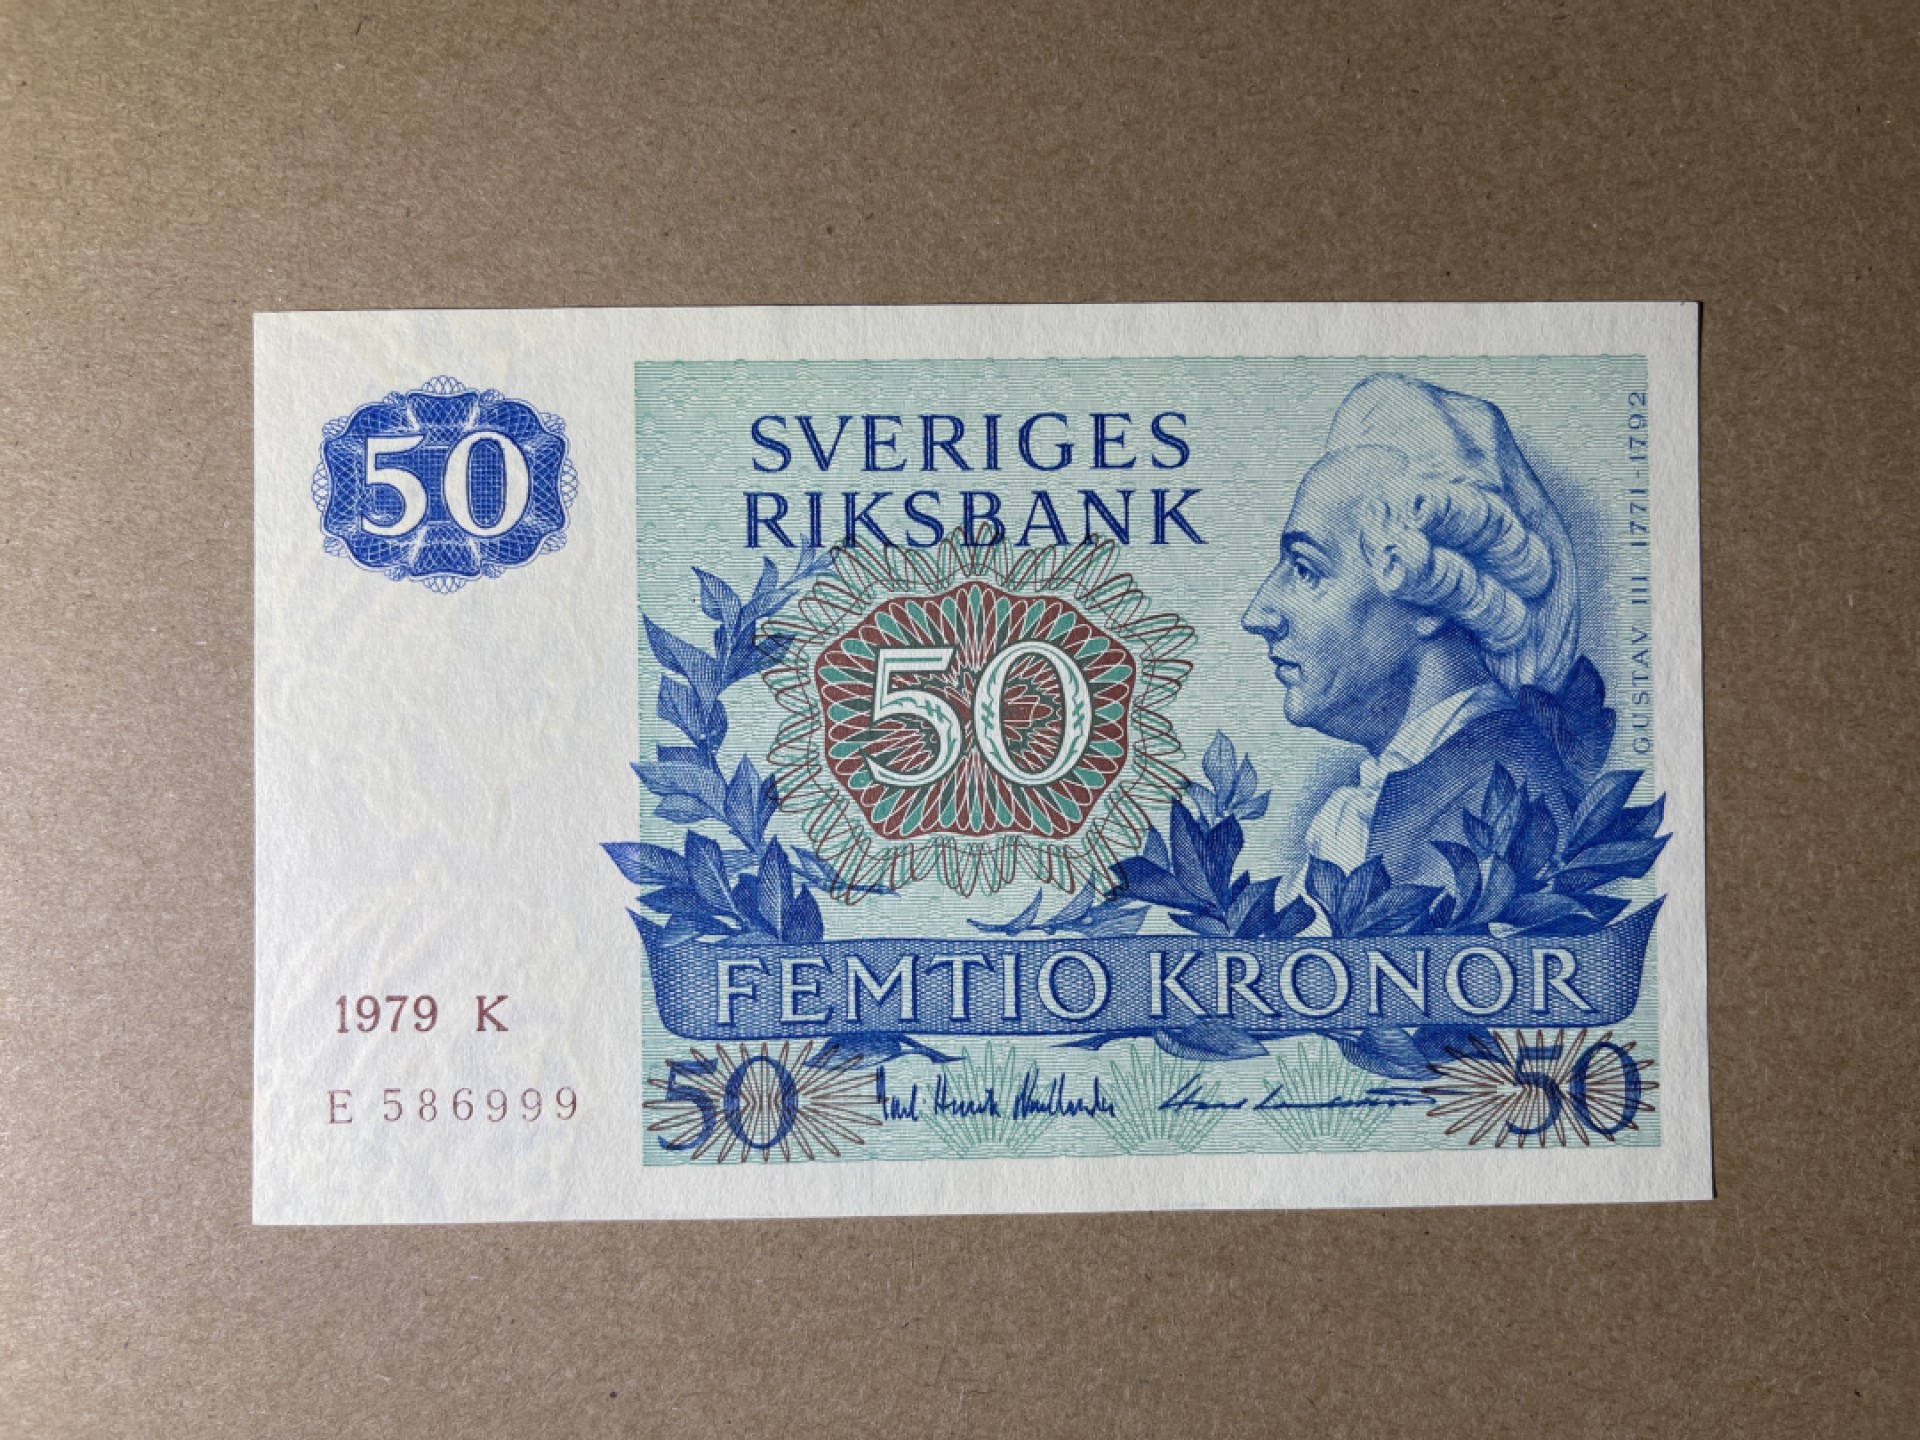 50
SVERIGES
RIKSBANK
GUSTAV III 1771-1792
50
FEMTIO KRONOR
1979 K
E 586999
50
50